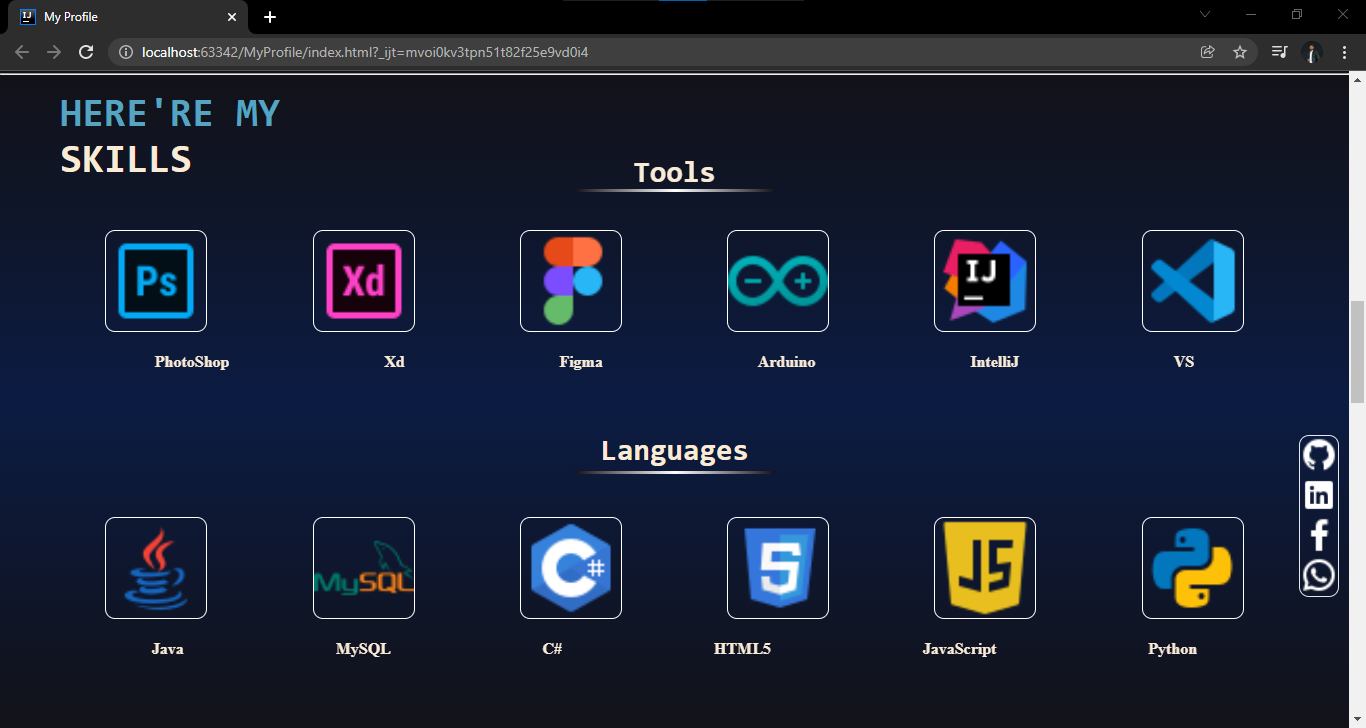 My Profile
localhost:63342/MyProfile/index.html?_ijt=mvoi0kv3tpn51t82f25e9vd0i4
HERE'RE MY
SKILLS
Tools
Ps Xd IJ
PhotoShop Xd Figma Arduino IntelliJ VS
Languages
in
MySQL C# 5 JS
Java MySQL C# HTML5 JavaScript Python